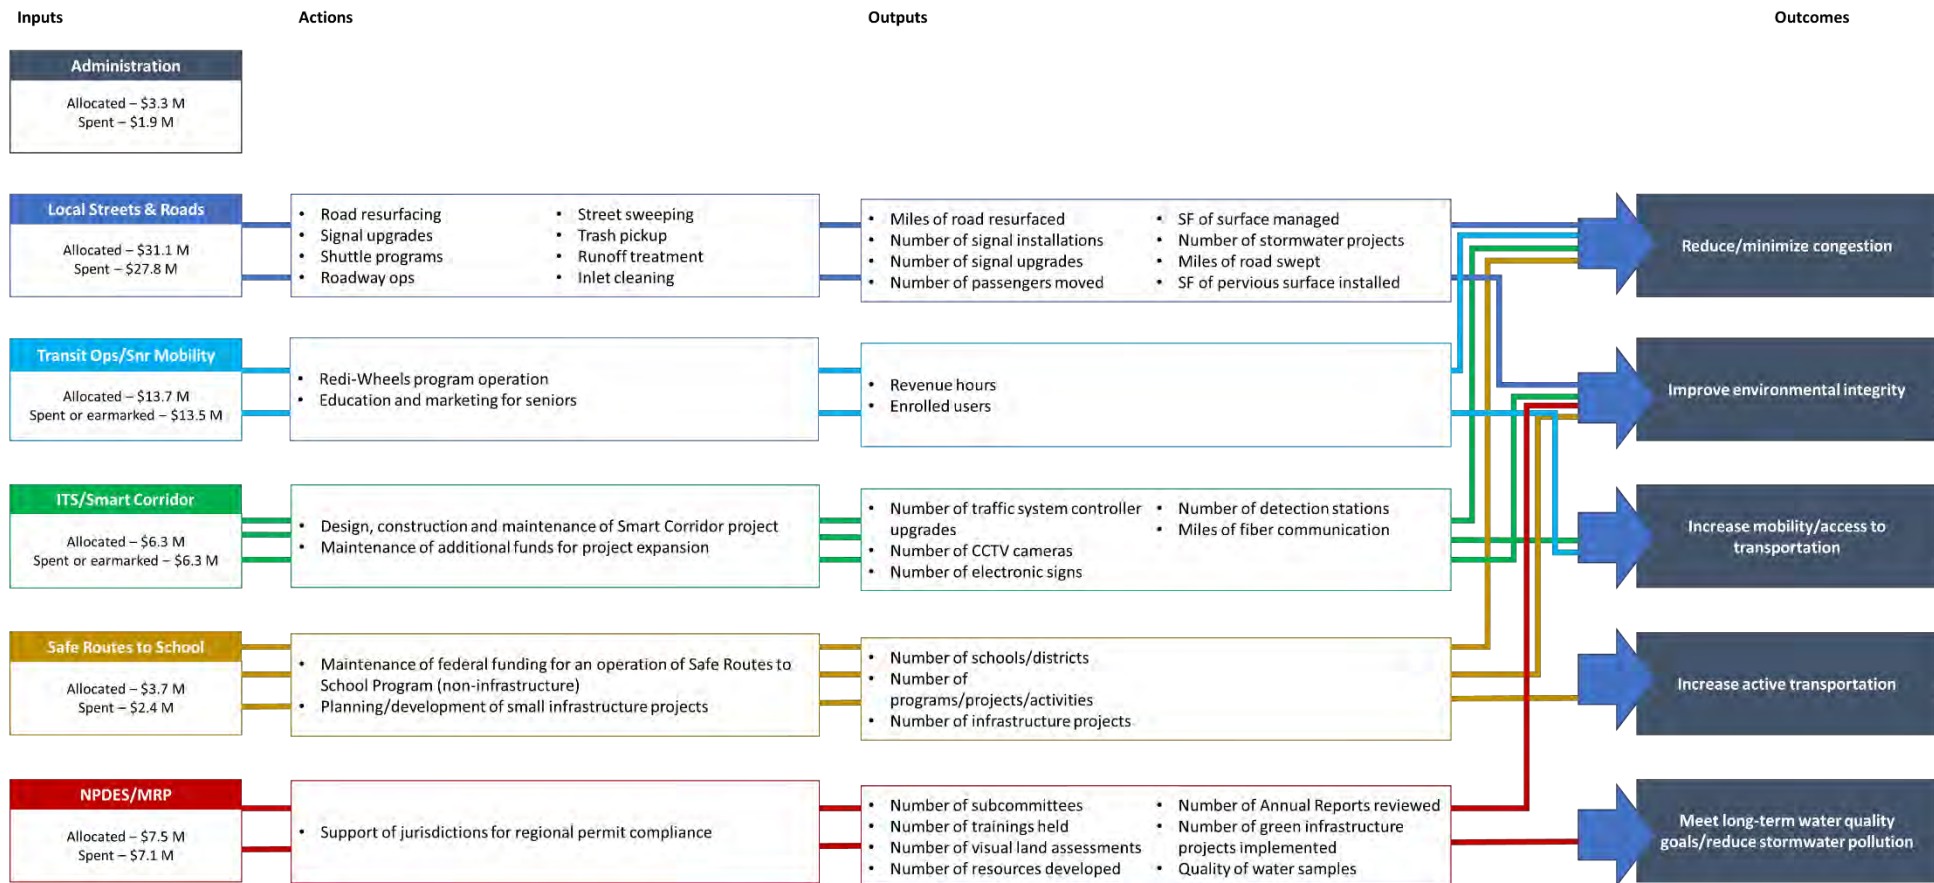 Inputs
Actions
Outputs
Outcomes
Administration
Allocated – $3.3 M
Spent – $1.9 M
Local Streets & Roads
Allocated – $31.1 M
Spent – $27.8 M
• Road resurfacing
• Signal upgrades
• Shuttle programs
• Roadway ops
• Street sweeping
• Trash pickup
• Runoff treatment
• Inlet cleaning
• Miles of road resurfaced
• Number of signal installations
• Number of signal upgrades
• Number of passengers moved
• SF of surface managed
• Number of stormwater projects
• Miles of road swept
• SF of pervious surface installed
Reduce/minimize congestion
Transit Ops/Snr Mobility
Allocated – $13.7 M
Spent or earmarked – $13.5 M
• Redi-Wheels program operation
• Education and marketing for seniors
• Revenue hours
• Enrolled users
Improve environmental integrity
ITS/Smart Corridor
Allocated – $6.3 M
Spent or earmarked – $6.3 M
• Design, construction and maintenance of Smart Corridor project
• Maintenance of additional funds for project expansion
• Number of traffic system controller
upgrades
• Number of CCTV cameras
• Number of electronic signs
• Number of detection stations
• Miles of fiber communication
Increase mobility/access to
transportation
Safe Routes to School
Allocated – $3.7 M
Spent – $2.4 M
• Maintenance of federal funding for an operation of Safe Routes to
School Program (non-infrastructure)
• Planning/development of small infrastructure projects
• Number of schools/districts
• Number of
programs/projects/activities
• Number of infrastructure projects
Increase active transportation
NPDES/MRP
Allocated – $7.5 M
Spent – $7.1 M
• Support of jurisdictions for regional permit compliance
• Number of subcommittees
• Number of trainings held
• Number of visual land assessments
• Number of resources developed
• Number of Annual Reports reviewed
• Number of green infrastructure
projects implemented
• Quality of water samples
Meet long-term water quality
goals/reduce stormwater pollution